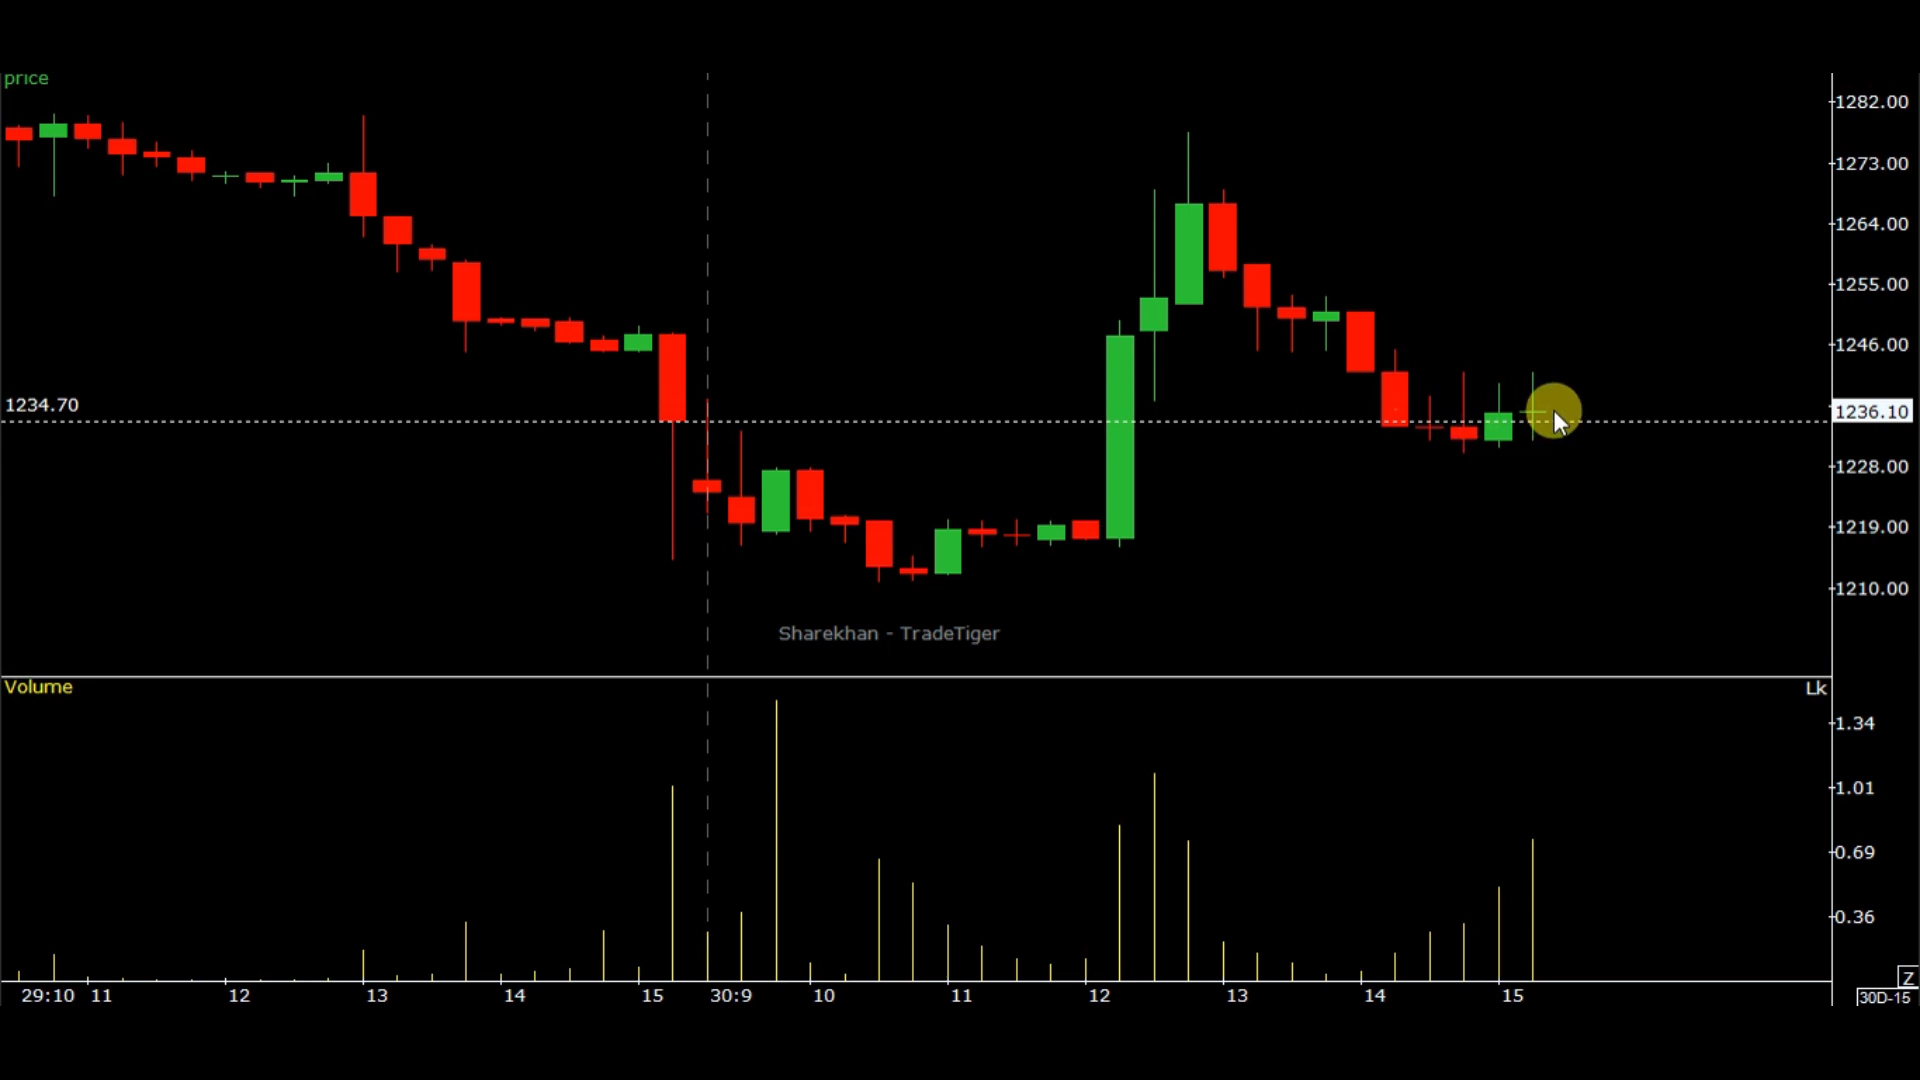 price
1282.00
1273.00
1264.00
1255.00
1246.00
1234.70
1236.10
1228.00
1219.00
1210.00
Sharekhan - TradeTiger
Volume
Lk
1.34
1.01
0.69
0.36
Z
29:10 11 12 13 14 15 30:9 10 11 12 13 14 15
30D-15